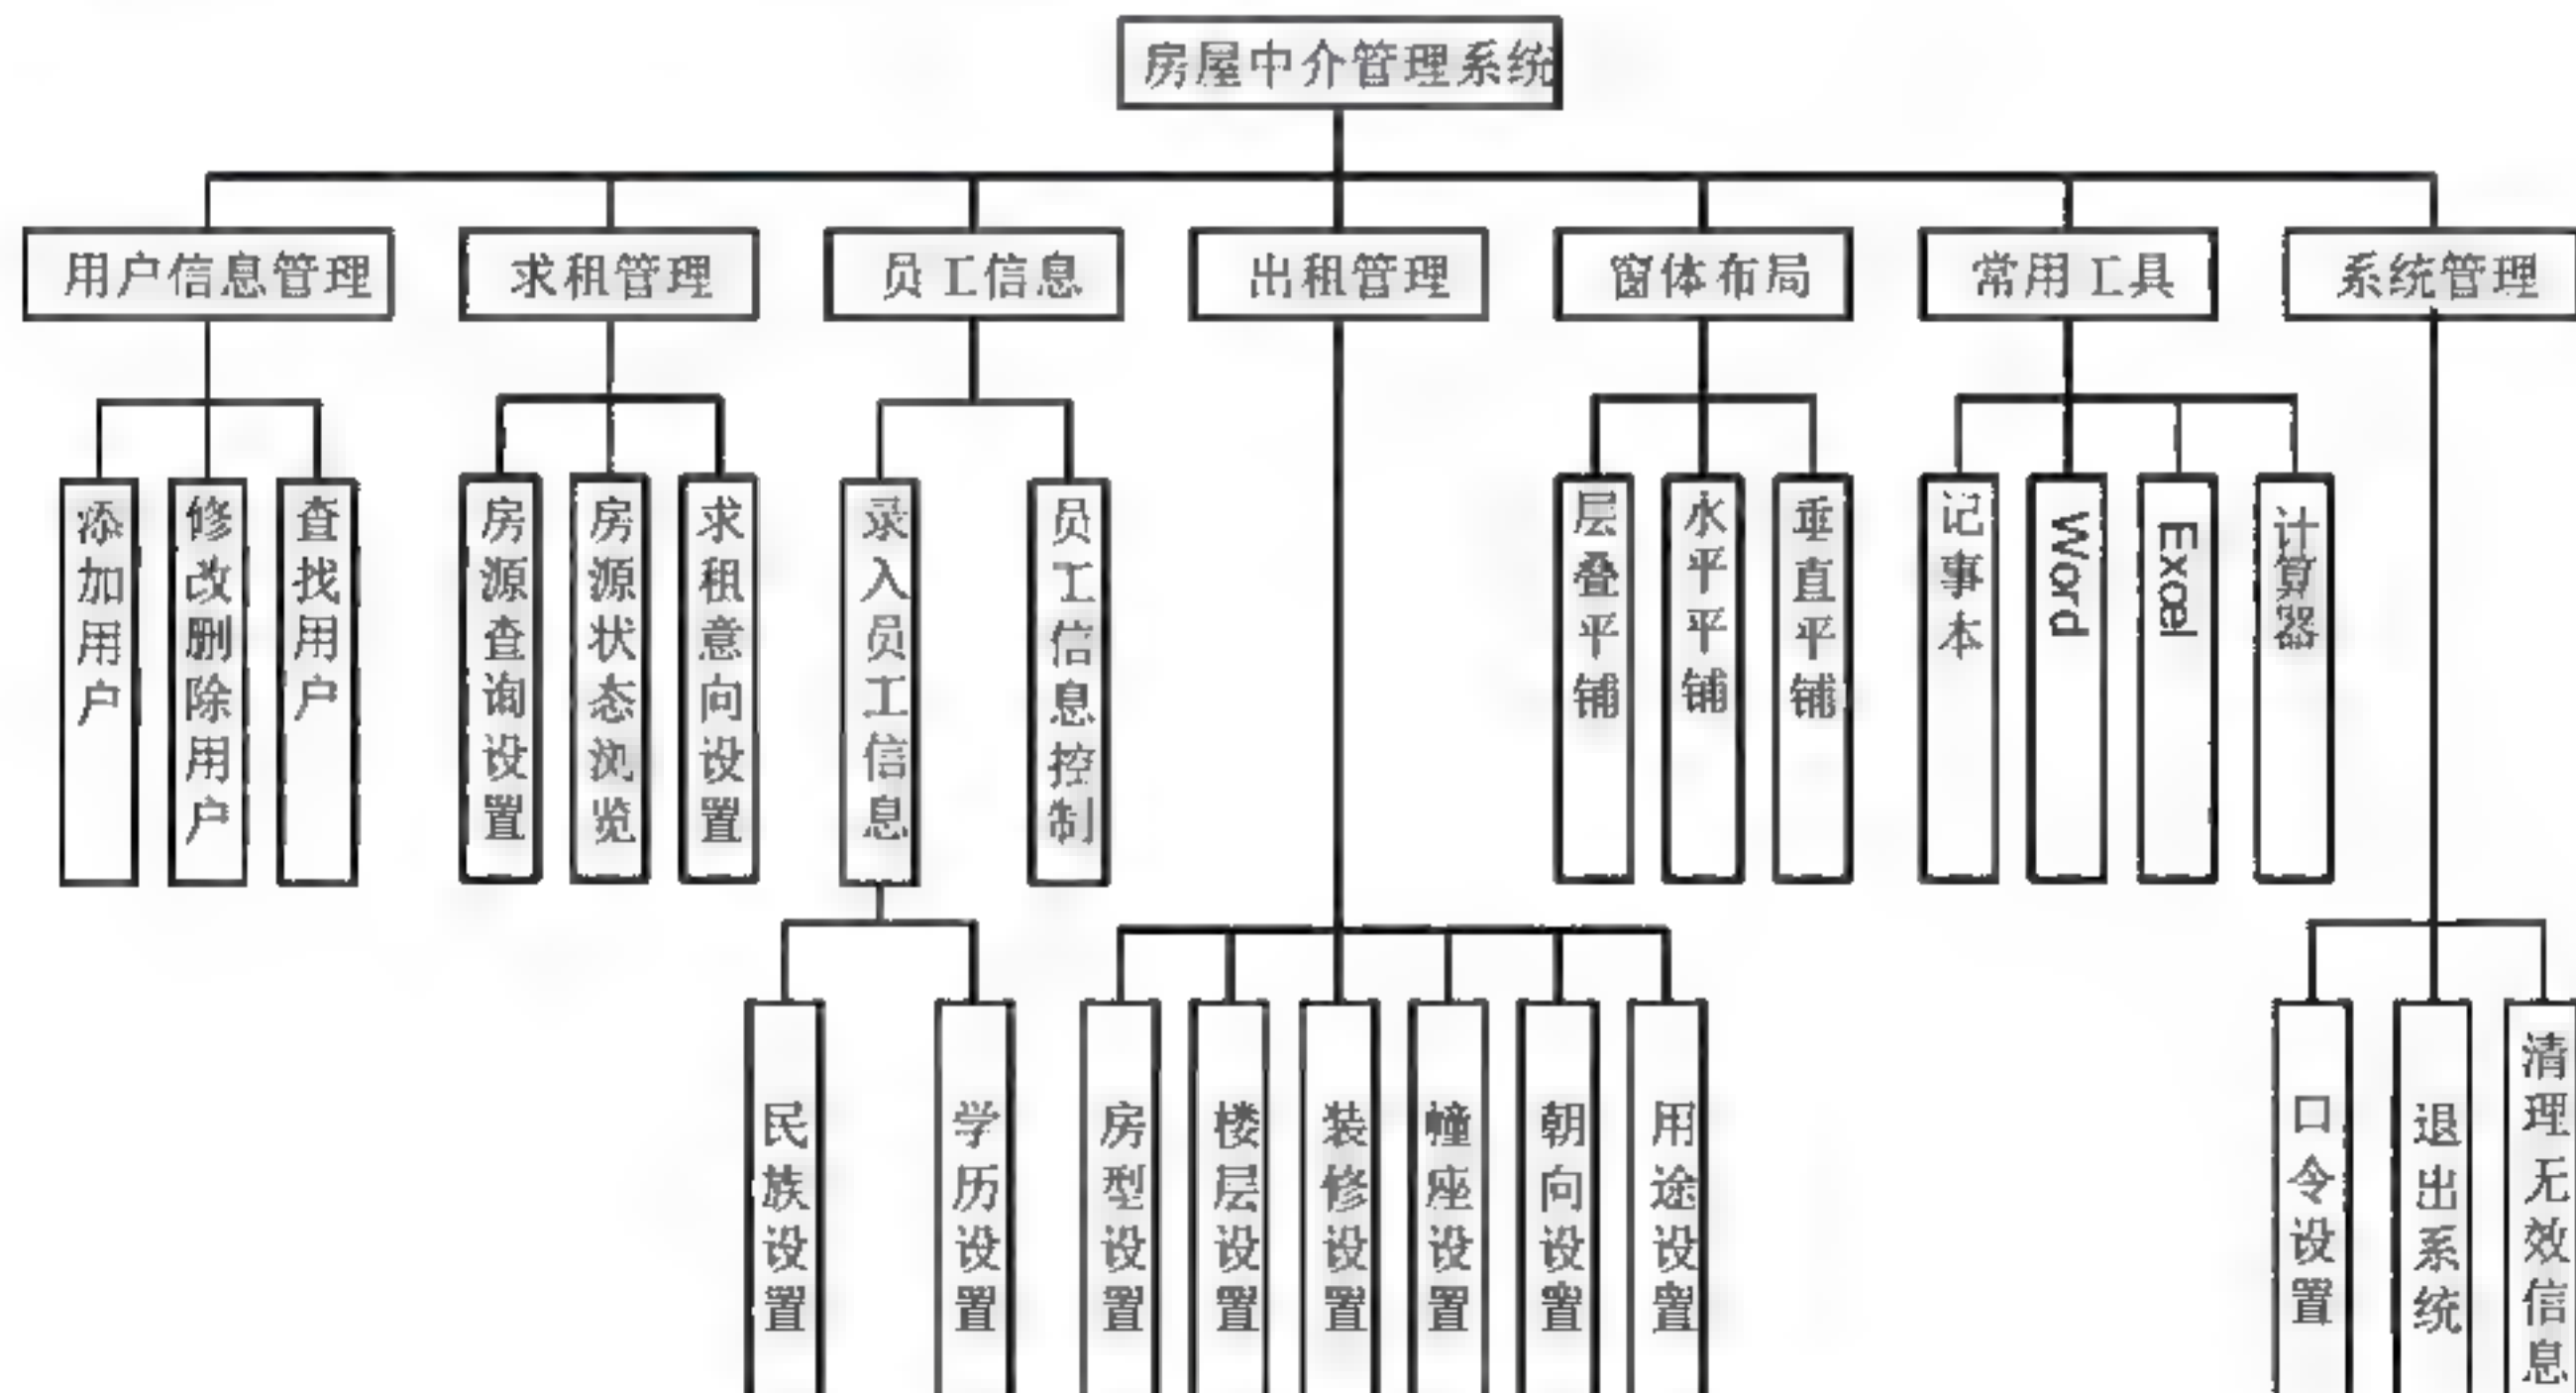 房屋中介管理系统
用户信息管理
求租管理
员工信息
出租管理
窗体布局
常用工具
系统管理
添加用户
修改删除用户
查找用户
房源查询设置
房源状态浏览
求租意向设置
录入员工信息
员工信息控制
层叠平铺
水平平铺
垂直平铺
记事本
Word
Excel
计算器
民族设置
学历设置
房型设置
楼层设置
装修设置
幢座设置
朝向设置
用途设置
口令设置
退出系统
清理无效信息